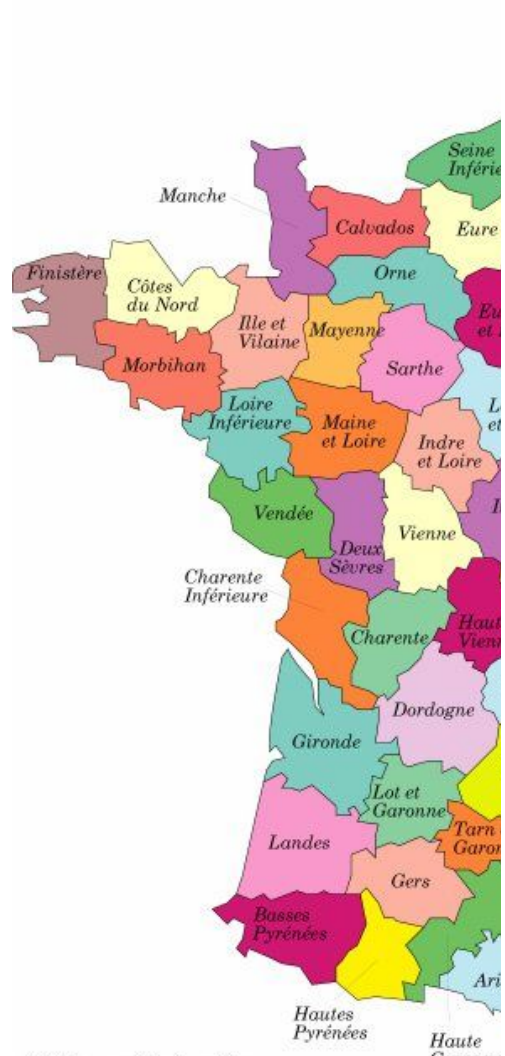 Seine
Manche
Calvados
Eure
Finistère
Côtes
du Nord
Orne
Ille et
Vilaine
Mayenne
et
Morbihan
Sarthe
Loire
Inférieure
Maine
et Loire
Indre
et Loire
et
Vendée
Vienne
Deux
Sèvres
Charente
Inférieure
Charente
Dordogne
Gironde
Lot et
Garonne
Tarn
Landes
Gers
Basses
Pyrénées
Hautes
Pyrénées
Haute